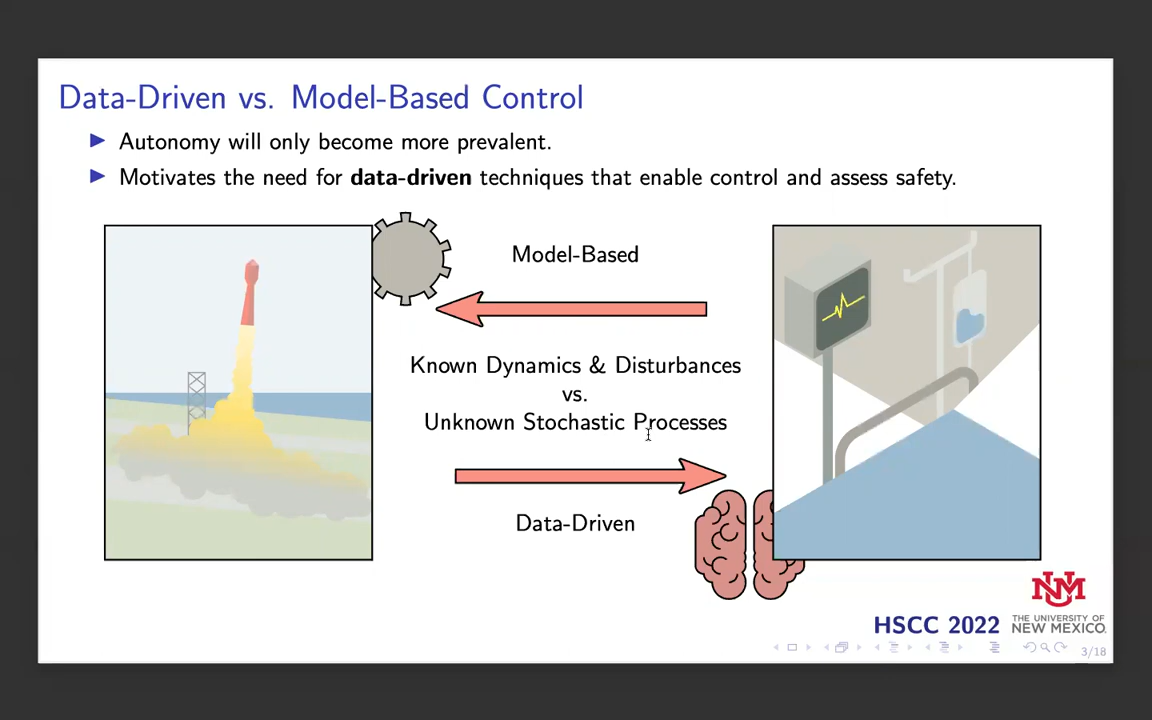 Data-Driven vs. Model-Based Control
Autonomy will only become more prevalent.
Motivates the need for data-driven techniques that enable control and assess safety.
Model-Based
Known Dynamics & Disturbances
vs.
Unknown Stochastic Processes
Data-Driven
UNM
HSCC 2022
THE UNIVERSITY OF
NEW MEXICO.
3/18